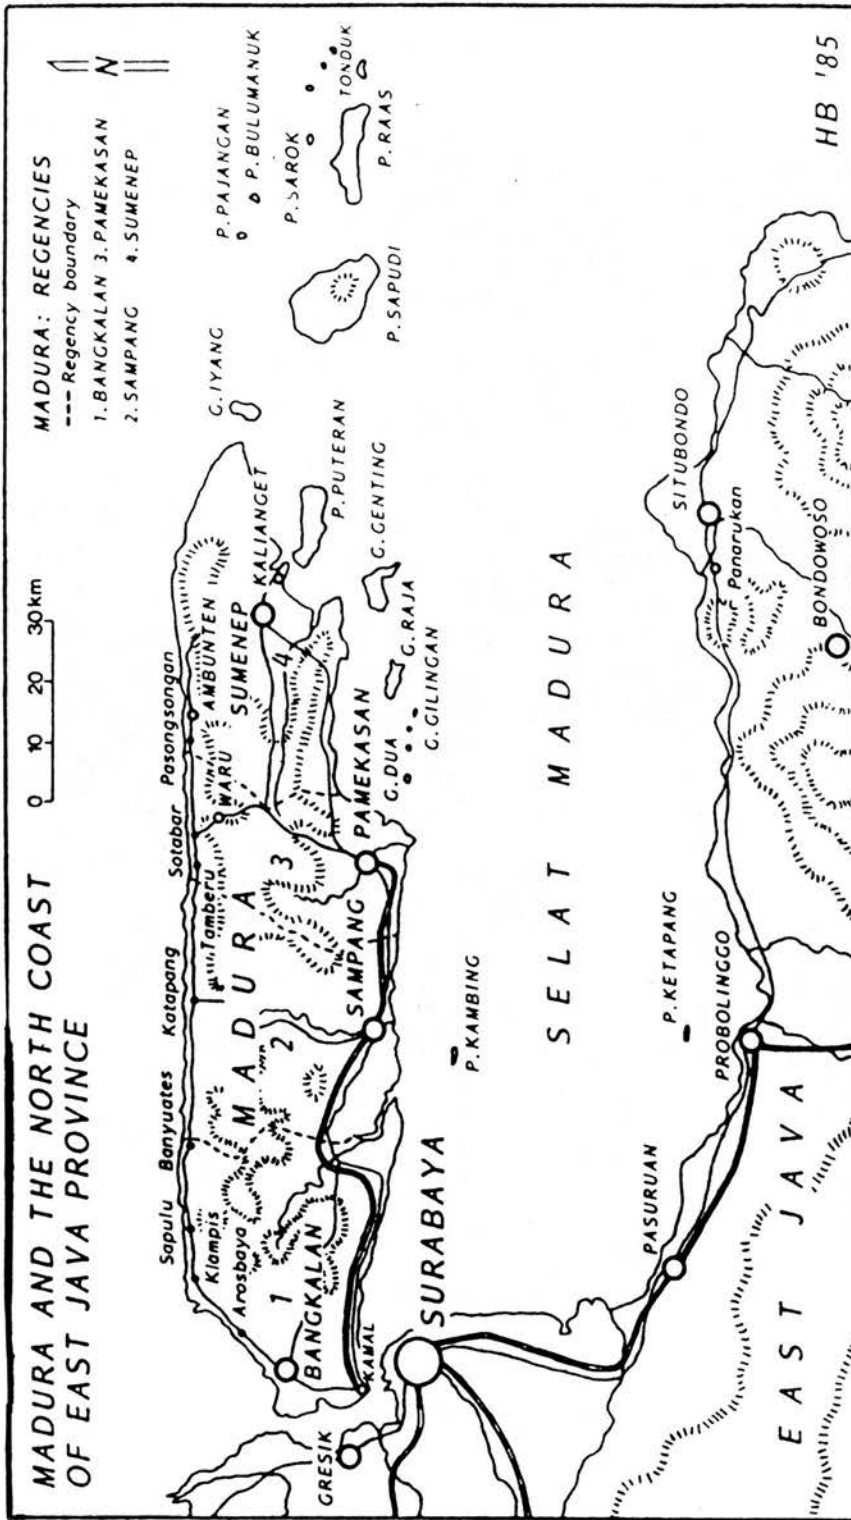 MADURA AND THE NORTH COAST
OF EAST JAVA PROVINCE
0 10 20 30km
MADURA: REGENCIES
--- Regency boundary
1. BANGKALAN 3. PAMEKASAN
2. SAMPANG 4. SUMENEP
N
Sapulu
Banyuates
Katapang
Sotabar
Pasongsongan
Klampis
Arosbaya
Tamberu
WARU
AMBUNTEN
G. IYANG
P. PAJANGAN
P. BULUMANUK
P. SAROK
TONDUK
P. RAAS
P. SAPUDI
MADURA
1
2
3
4
BANGKALAN
KAMAL
SAMPANG
PAMEKASAN
SUMENEP
KALIANGET
P. PUTERAN
G. GENTING
G. RAJA
G. GILINGAN
G. DUA
GRESIK
SURABAYA
P. KAMBING
SELAT MADURA
P. KETAPANG
PASURUAN
PROBOLINGGO
SITUBONDO
Panarukan
BONDOWOSO
EAST JAVA
HB '85